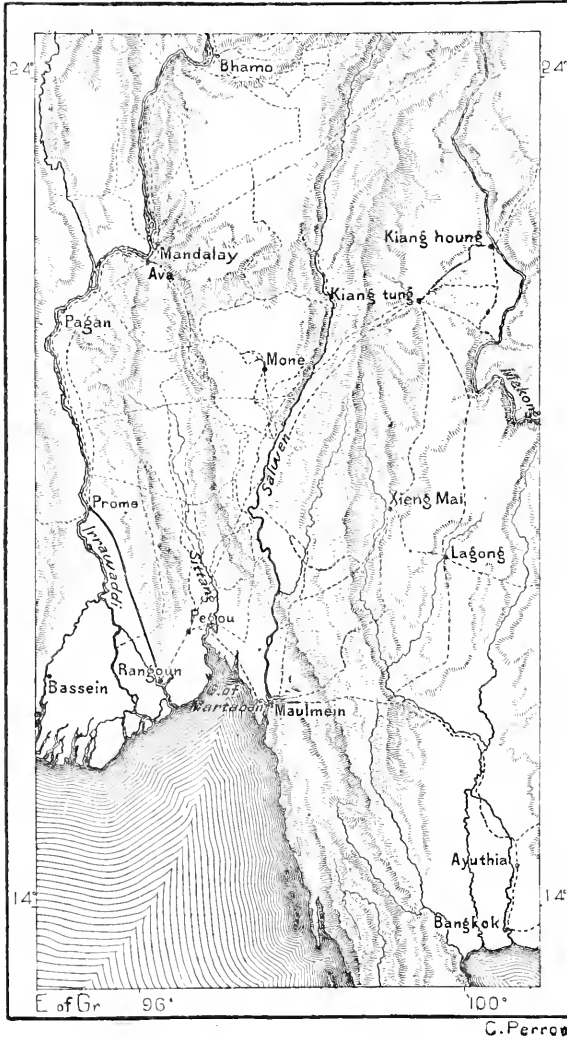 24°
24°
Bhamo
Kiang houng
Mandalay
Ava
Kiang tung
Pagan
Mone
Mekong
Salwen
Xieng Mai
Prome
Irrawaddi
Sittang
Lagong
Pegou
Rangoun
Bassein
G. of
Martaban
Maulmein
Ayuthia
14°
14°
Bangkok
E of Gr
96°
100°
C. Perron